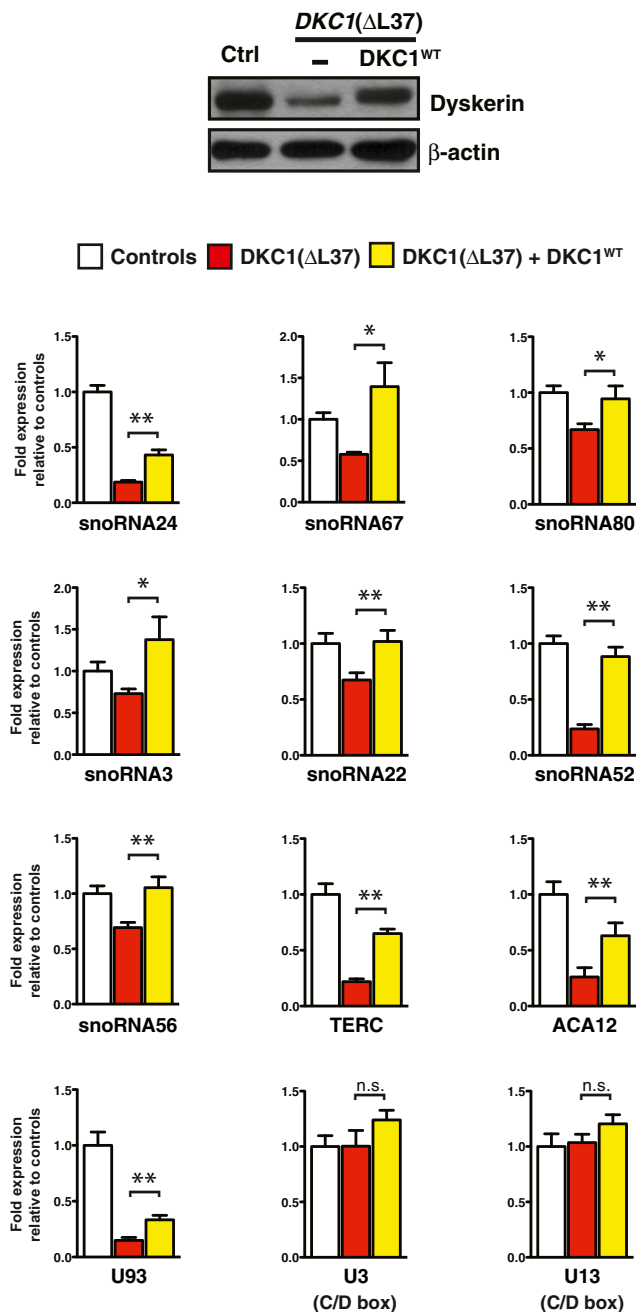 DKC1(ΔL37)
Ctrl – DKC1WT
Dyskerin
β-actin
Controls DKC1(ΔL37) DKC1(ΔL37) + DKC1WT
Fold expression
relative to controls
1.5
1.0
0.5
0.0
**
snoRNA24
2.0
1.5
1.0
0.5
0.0
*
snoRNA67
1.5
1.0
0.5
0.0
*
snoRNA80
Fold expression
relative to controls
2.0
1.5
1.0
0.5
0.0
*
snoRNA3
1.5
1.0
0.5
0.0
**
snoRNA22
1.5
1.0
0.5
0.0
**
snoRNA52
Fold expression
relative to controls
1.5
1.0
0.5
0.0
**
snoRNA56
1.5
1.0
0.5
0.0
**
TERC
1.5
1.0
0.5
0.0
**
ACA12
Fold expression
relative to controls
1.5
1.0
0.5
0.0
**
U93
1.5
1.0
0.5
0.0
n.s.
U3
(C/D box)
1.5
1.0
0.5
0.0
n.s.
U13
(C/D box)